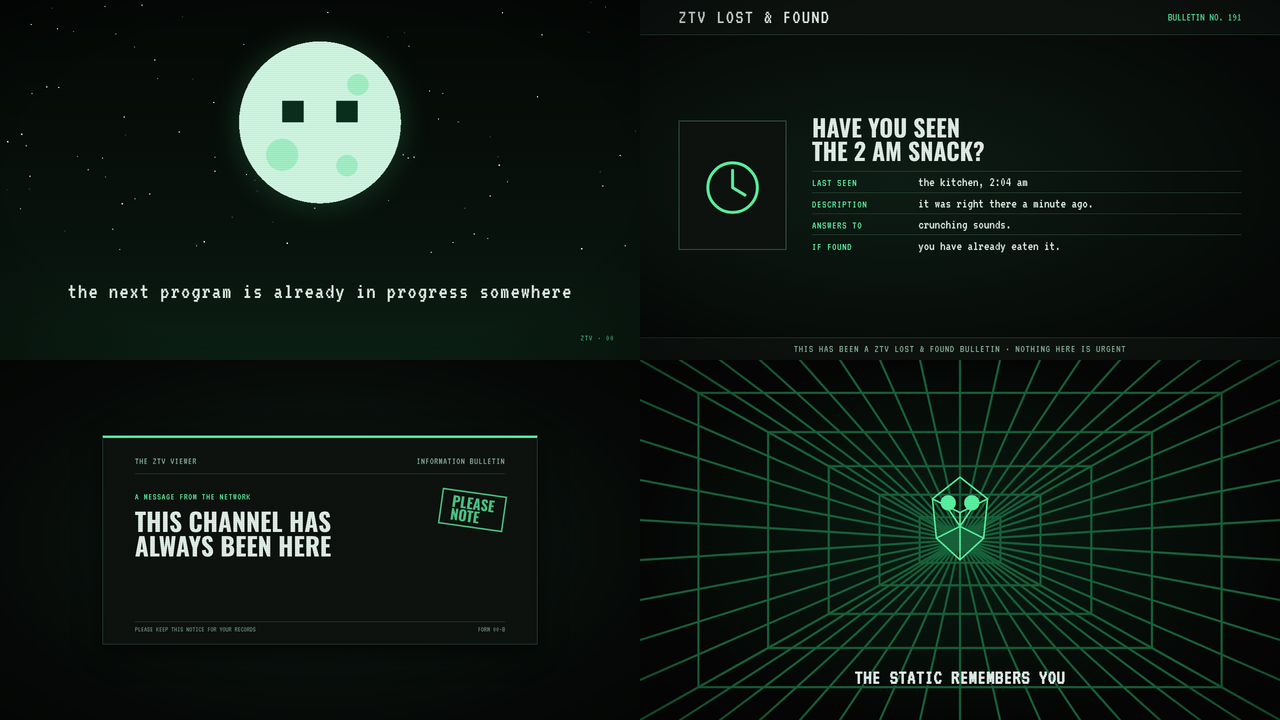 the next program is already in progress somewhere
ZTV · 00
ZTV LOST & FOUND
BULLETIN NO. 191
HAVE YOU SEEN
THE 2 AM SNACK?
LAST SEEN the kitchen, 2:04 am
DESCRIPTION it was right there a minute ago.
ANSWERS TO crunching sounds.
IF FOUND you have already eaten it.
THIS HAS BEEN A ZTV LOST & FOUND BULLETIN · NOTHING HERE IS URGENT
THE ZTV VIEWER
INFORMATION BULLETIN
A MESSAGE FROM THE NETWORK
THIS CHANNEL HAS
ALWAYS BEEN HERE
PLEASE
NOTE
PLEASE KEEP THIS NOTICE FOR YOUR RECORDS
FORM 00-B
THE STATIC REMEMBERS YOU